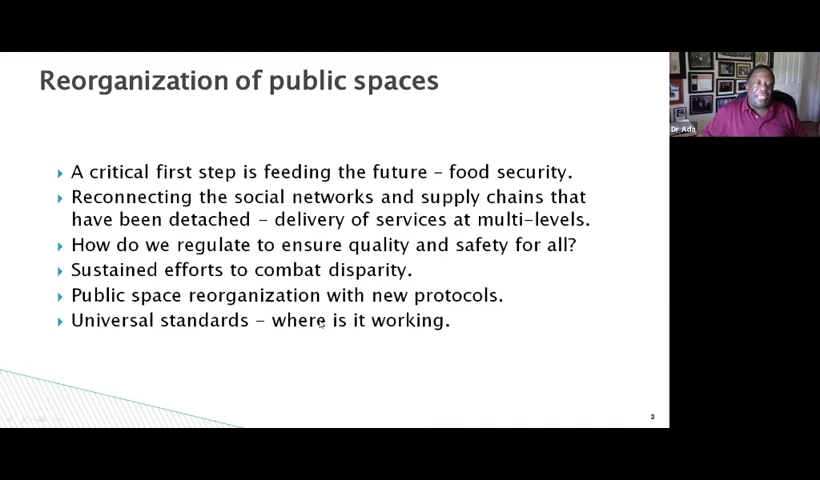 Reorganization of public spaces
A critical first step is feeding the future – food security.
Reconnecting the social networks and supply chains that
have been detached – delivery of services at multi-levels.
How do we regulate to ensure quality and safety for all?
Sustained efforts to combat disparity.
Public space reorganization with new protocols.
Universal standards – where is it working.
3
Dr Ada